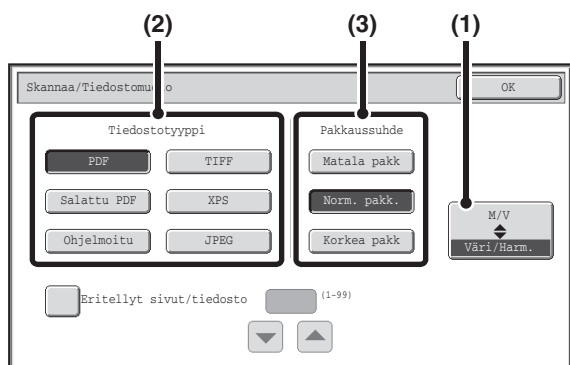 (2) (3) (1)
Skannaa/Tiedostomuoto OK
Tiedostotyyppi Pakkaussuhde
PDF TIFF Matala pakk
Salattu PDF XPS Norm. pakk. M/V
Väri/Harm.
Ohjelmoitu JPEG Korkea pakk
Eritellyt sivut/tiedosto (1-99)